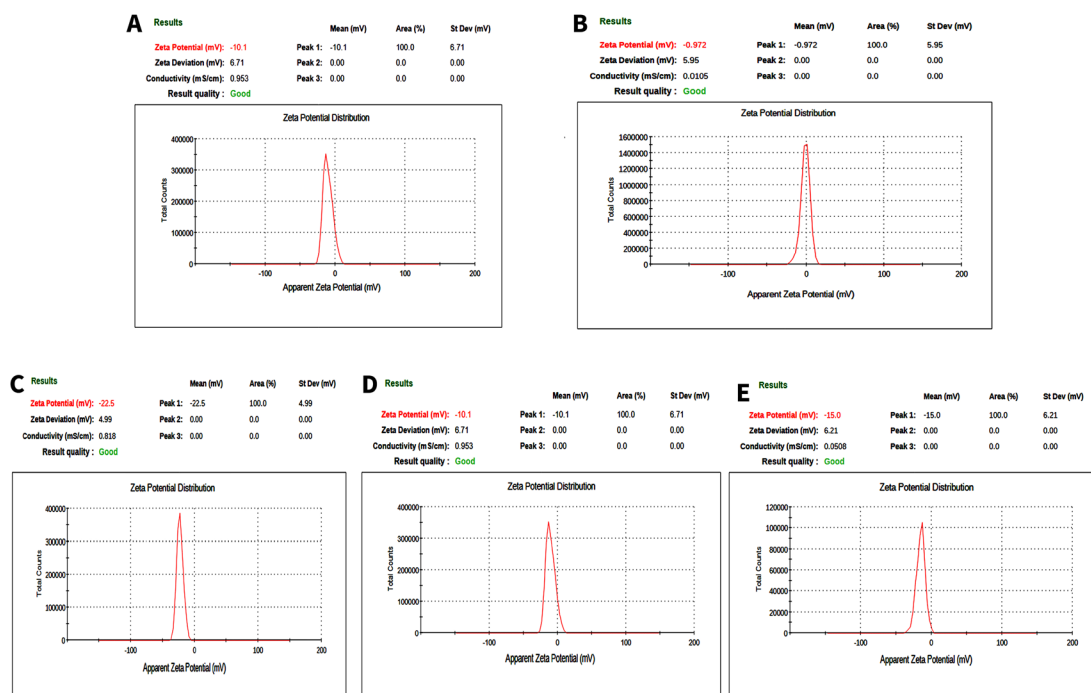 A Results
Mean (mV) Area (%) St Dev (mV)
Zeta Potential (mV): -10.1 Peak 1: -10.1 100.0 6.71
Zeta Deviation (mV): 6.71 Peak 2: 0.00 0.0 0.00
Conductivity (mS/cm): 0.953 Peak 3: 0.00 0.0 0.00
Result quality : Good
Zeta Potential Distribution
Total Counts
400000
300000
200000
100000
0
-100 0 100 200
Apparent Zeta Potential (mV)
B Results
Mean (mV) Area (%) St Dev (mV)
Zeta Potential (mV): -0.972 Peak 1: -0.972 100.0 5.95
Zeta Deviation (mV): 5.95 Peak 2: 0.00 0.0 0.00
Conductivity (mS/cm): 0.0105 Peak 3: 0.00 0.0 0.00
Result quality : Good
Zeta Potential Distribution
Total Counts
1600000
1400000
1200000
1000000
800000
600000
400000
200000
0
-100 0 100 200
Apparent Zeta Potential (mV)
C Results
Mean (mV) Area (%) St Dev (mV)
Zeta Potential (mV): -22.5 Peak 1: -22.5 100.0 4.99
Zeta Deviation (mV): 4.99 Peak 2: 0.00 0.0 0.00
Conductivity (mS/cm): 0.818 Peak 3: 0.00 0.0 0.00
Result quality : Good
Zeta Potential Distribution
Total Counts
400000
300000
200000
100000
0
-100 0 100 200
Apparent Zeta Potential (mV)
D Results
Mean (mV) Area (%) St Dev (mV)
Zeta Potential (mV): -10.1 Peak 1: -10.1 100.0 6.71
Zeta Deviation (mV): 6.71 Peak 2: 0.00 0.0 0.00
Conductivity (mS/cm): 0.953 Peak 3: 0.00 0.0 0.00
Result quality : Good
Zeta Potential Distribution
Total Counts
400000
300000
200000
100000
0
-100 0 100 200
Apparent Zeta Potential (mV)
E Results
Mean (mV) Area (%) St Dev (mV)
Zeta Potential (mV): -15.0 Peak 1: -15.0 100.0 6.21
Zeta Deviation (mV): 6.21 Peak 2: 0.00 0.0 0.00
Conductivity (mS/cm): 0.0508 Peak 3: 0.00 0.0 0.00
Result quality : Good
Zeta Potential Distribution
Total Counts
120000
100000
80000
60000
40000
20000
0
-100 0 100 200
Apparent Zeta Potential (mV)